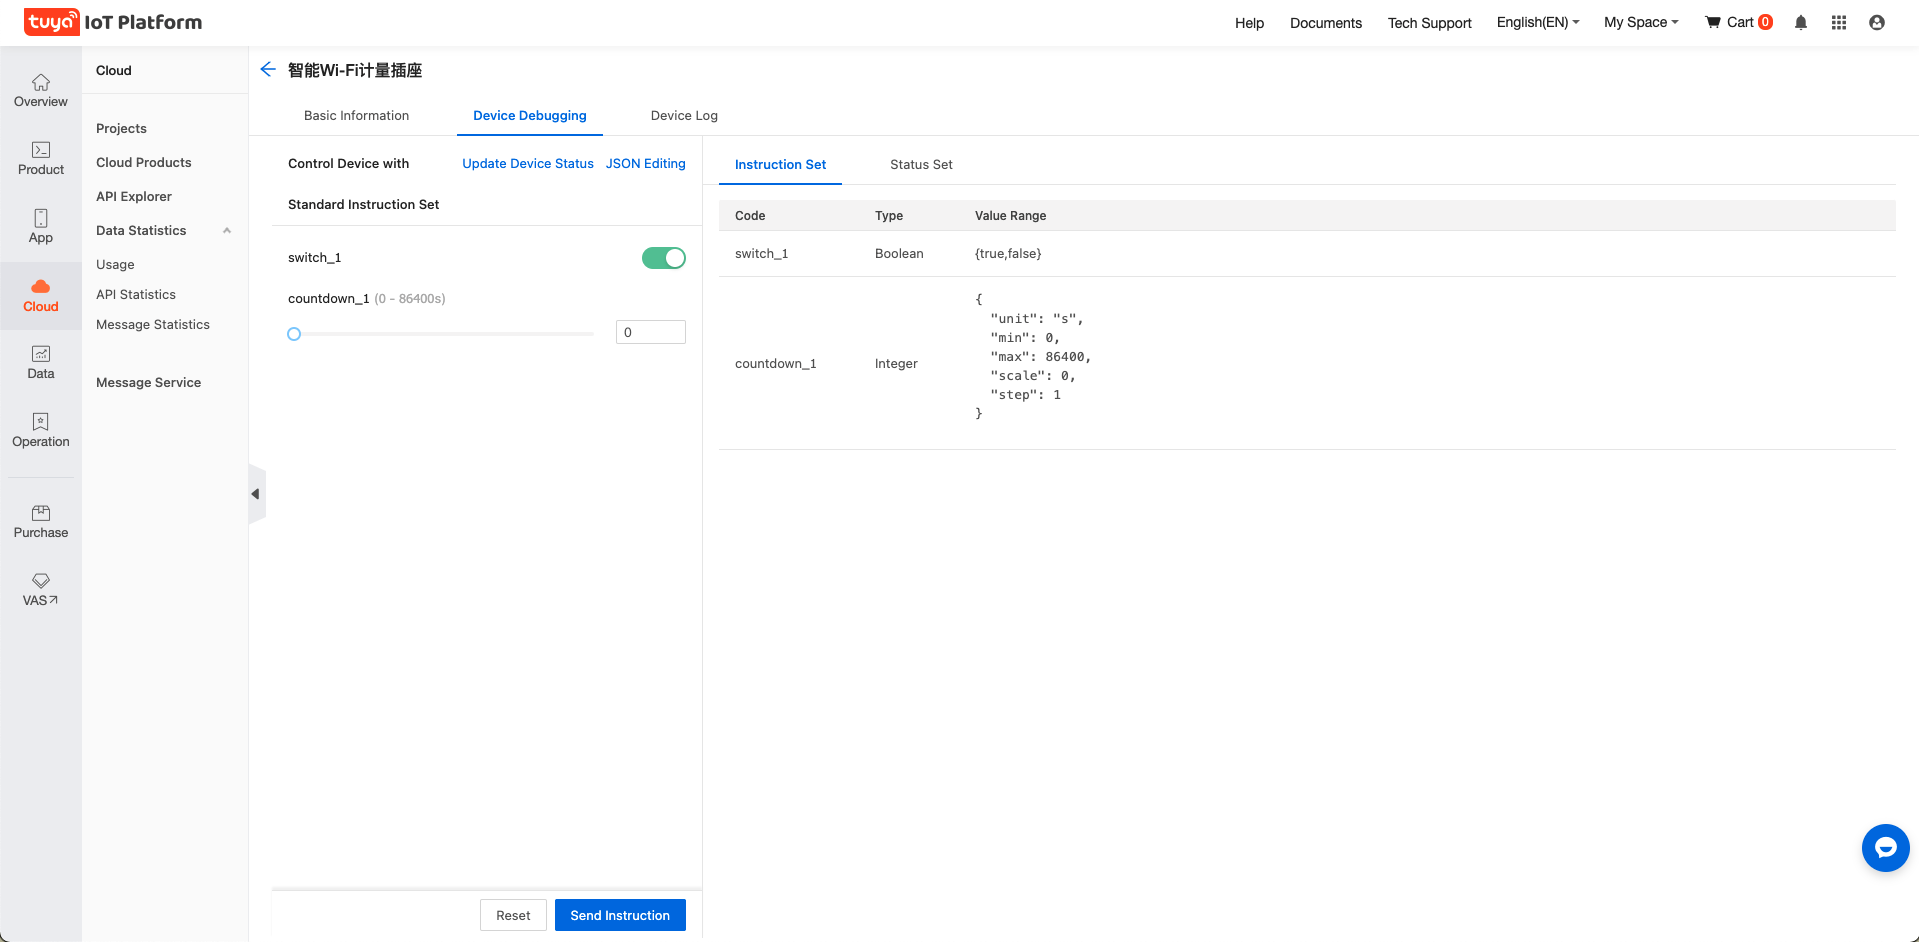 tuya IoT Platform
Help Documents Tech Support English(EN) My Space Cart 0
Overview
Product
App
Cloud
Data
Operation
Purchase
VAS
Cloud
Projects
Cloud Products
API Explorer
Data Statistics
Usage
API Statistics
Message Statistics
Message Service
智能Wi-Fi计量插座
Basic Information Device Debugging Device Log
Control Device with Update Device Status JSON Editing
Standard Instruction Set
switch_1
countdown_1 (0 - 86400s)
0
Reset Send Instruction
Instruction Set Status Set
Code Type Value Range
switch_1 Boolean {true,false}
countdown_1 Integer
{
"unit": "s",
"min": 0,
"max": 86400,
"scale": 0,
"step": 1
}